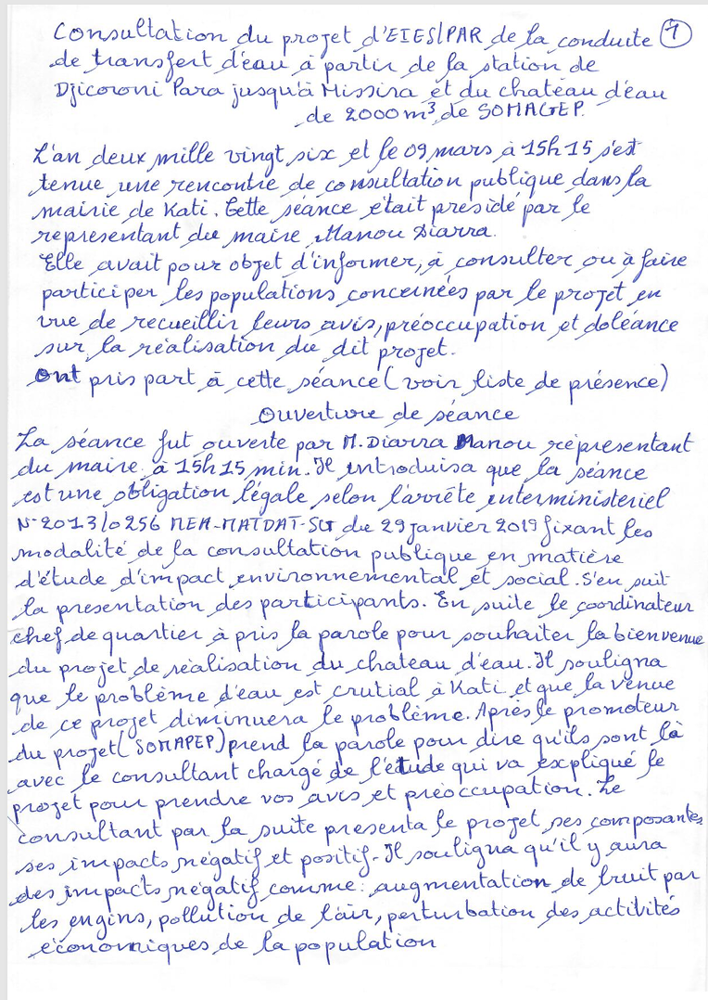 Consultation du projet d'EIES/PAR de la conduite 1
de transfert d'eau à partir de la station de
Djicoroni Para jusqu'à Missira et du chateau d'eau
de 2000m³ de SOMAGEP.
L'an deux mille vingt six et le 09 mars à 15h15 s'est
tenue une rencontre de consultation publique dans la
mairie de Kati. Cette séance était présidé par le
representant du maire Manou Diarra.
Elle avait pour objet d'informer, à consulter ou à faire
participer les populations concernées par le projet en
vue de recueillir leurs avis, préoccupation et doléance
sur la réalisation du dit projet.
Ont pris part à cette séance (voir liste de présence)
Ouverture de séance
La séance fut ouverte par M. Diarra Manou réprésentant
du maire à 15h15 min. Il introduisa que la séance
est une obligation légale selon l'arrête interministeriel
N°2013/0256 MEA-MATDAT-SG du 29 janvier 2019 fixant les
modalité de la consultation publique en matière
d'étude d'impact environnemental et social. S'en suit
la presentation des participants. En suite le coordinateur
chef de quartier à pris la parole pour souhaiter la bienvenue
du projet de réalisation du chateau d'eau. Il souligna
que le problème d'eau est crutial à Kati et que la venue
de ce projet diminuera le problème. Après le promoteur
du projet (SOMAPEP) prend la parole pour dire qu'ils sont là
avec le consultant chargé de l'étude qui va expliqué le
projet pour prendre vos avis et préoccupation. Le
consultant par la suite presenta le projet ses composantes
ses impacts négatif et positif. Il souligna qu'il y aura
des impacts négatif comme: augmentation de bruit par
les engins, pollution de l'air, perturbation des activités
économiques de la population